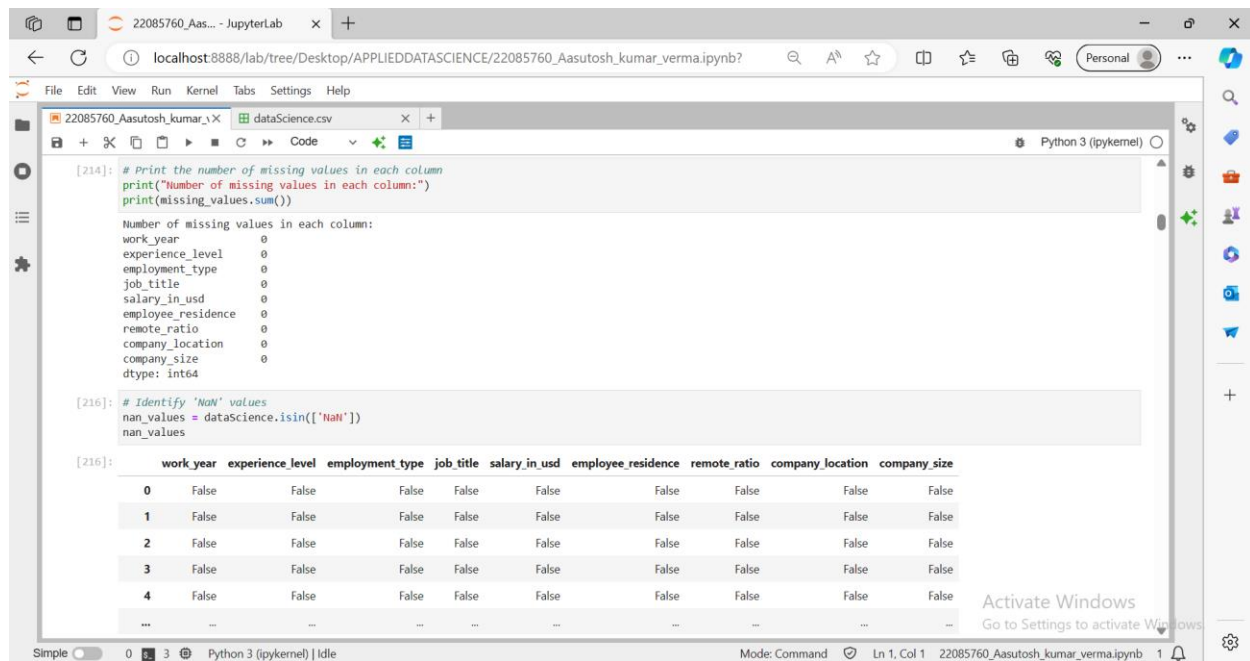 22085760_Aas... - JupyterLab
localhost:8888/lab/tree/Desktop/APPLIEDDATASCIENCE/22085760_Aasutosh_kumar_verma.ipynb?
Personal
File Edit View Run Kernel Tabs Settings Help
22085760_Aasutosh_kumar_v dataScience.csv
Code Python 3 (ipykernel)
[214]: # Print the number of missing values in each column
print("Number of missing values in each column:")
print(missing_values.sum())
Number of missing values in each column:
work_year 0
experience_level 0
employment_type 0
job_title 0
salary_in_usd 0
employee_residence 0
remote_ratio 0
company_location 0
company_size 0
dtype: int64
[216]: # Identify 'NaN' values
nan_values = dataScience.isin(['NaN'])
nan_values
[216]: work_year experience_level employment_type job_title salary_in_usd employee_residence remote_ratio company_location company_size
0 False False False False False False False False False
1 False False False False False False False False False
2 False False False False False False False False False
3 False False False False False False False False False
4 False False False False False False False False False
... ... ... ... ... ... ... ... ... ...
Activate Windows
Go to Settings to activate Windows
Simple 0 3 Python 3 (ipykernel) | Idle Mode: Command Ln 1, Col 1 22085760_Aasutosh_kumar_verma.ipynb 1